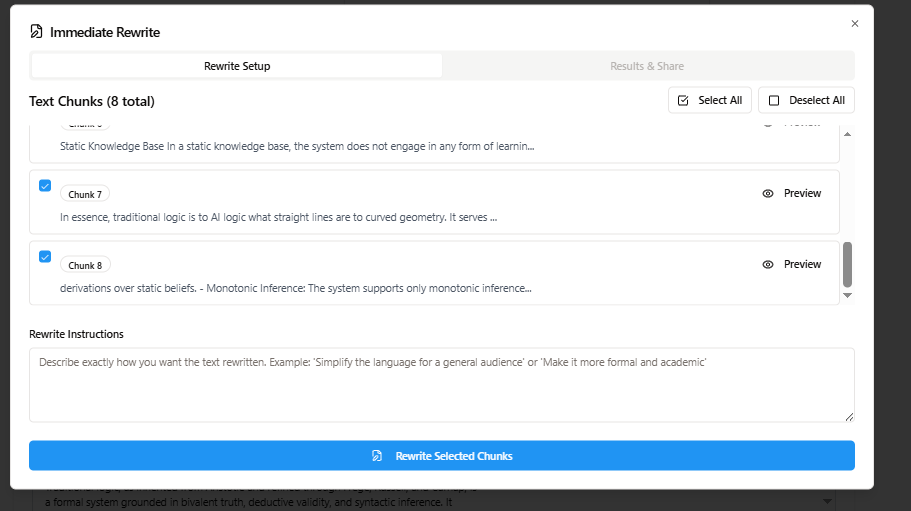 Immediate Rewrite
Rewrite Setup
Results & Share
Text Chunks (8 total)
Select All
Deselect All
Static Knowledge Base In a static knowledge base, the system does not engage in any form of learnin...
Chunk 7
Preview
In essence, traditional logic is to AI logic what straight lines are to curved geometry. It serves ...
Chunk 8
Preview
derivations over static beliefs. - Monotonic Inference: The system supports only monotonic inference...
Rewrite Instructions
Describe exactly how you want the text rewritten. Example: 'Simplify the language for a general audience' or 'Make it more formal and academic'
Rewrite Selected Chunks
a formal system grounded in bivalent truth, deductive validity, and syntactic inference. It